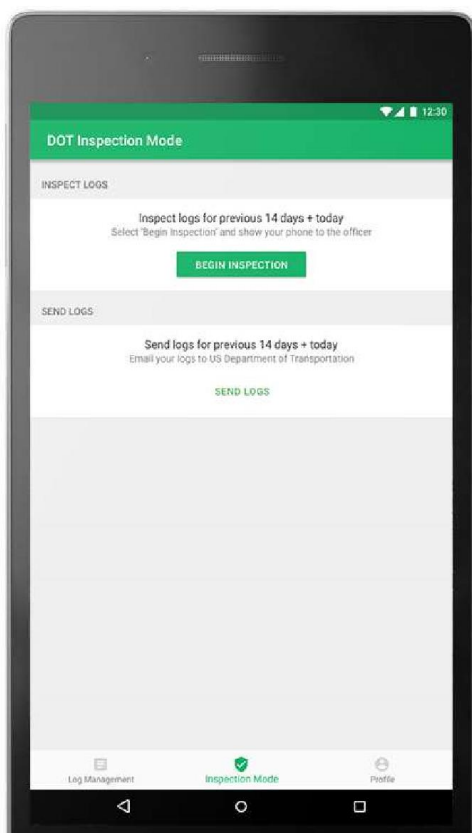 12:30
DOT Inspection Mode
INSPECT LOGS
Inspect logs for previous 14 days + today
Select 'Begin Inspection' and show your phone to the officer
BEGIN INSPECTION
SEND LOGS
Send logs for previous 14 days + today
Email your logs to US Department of Transportation
SEND LOGS
Log Management
Inspection Mode
Profile